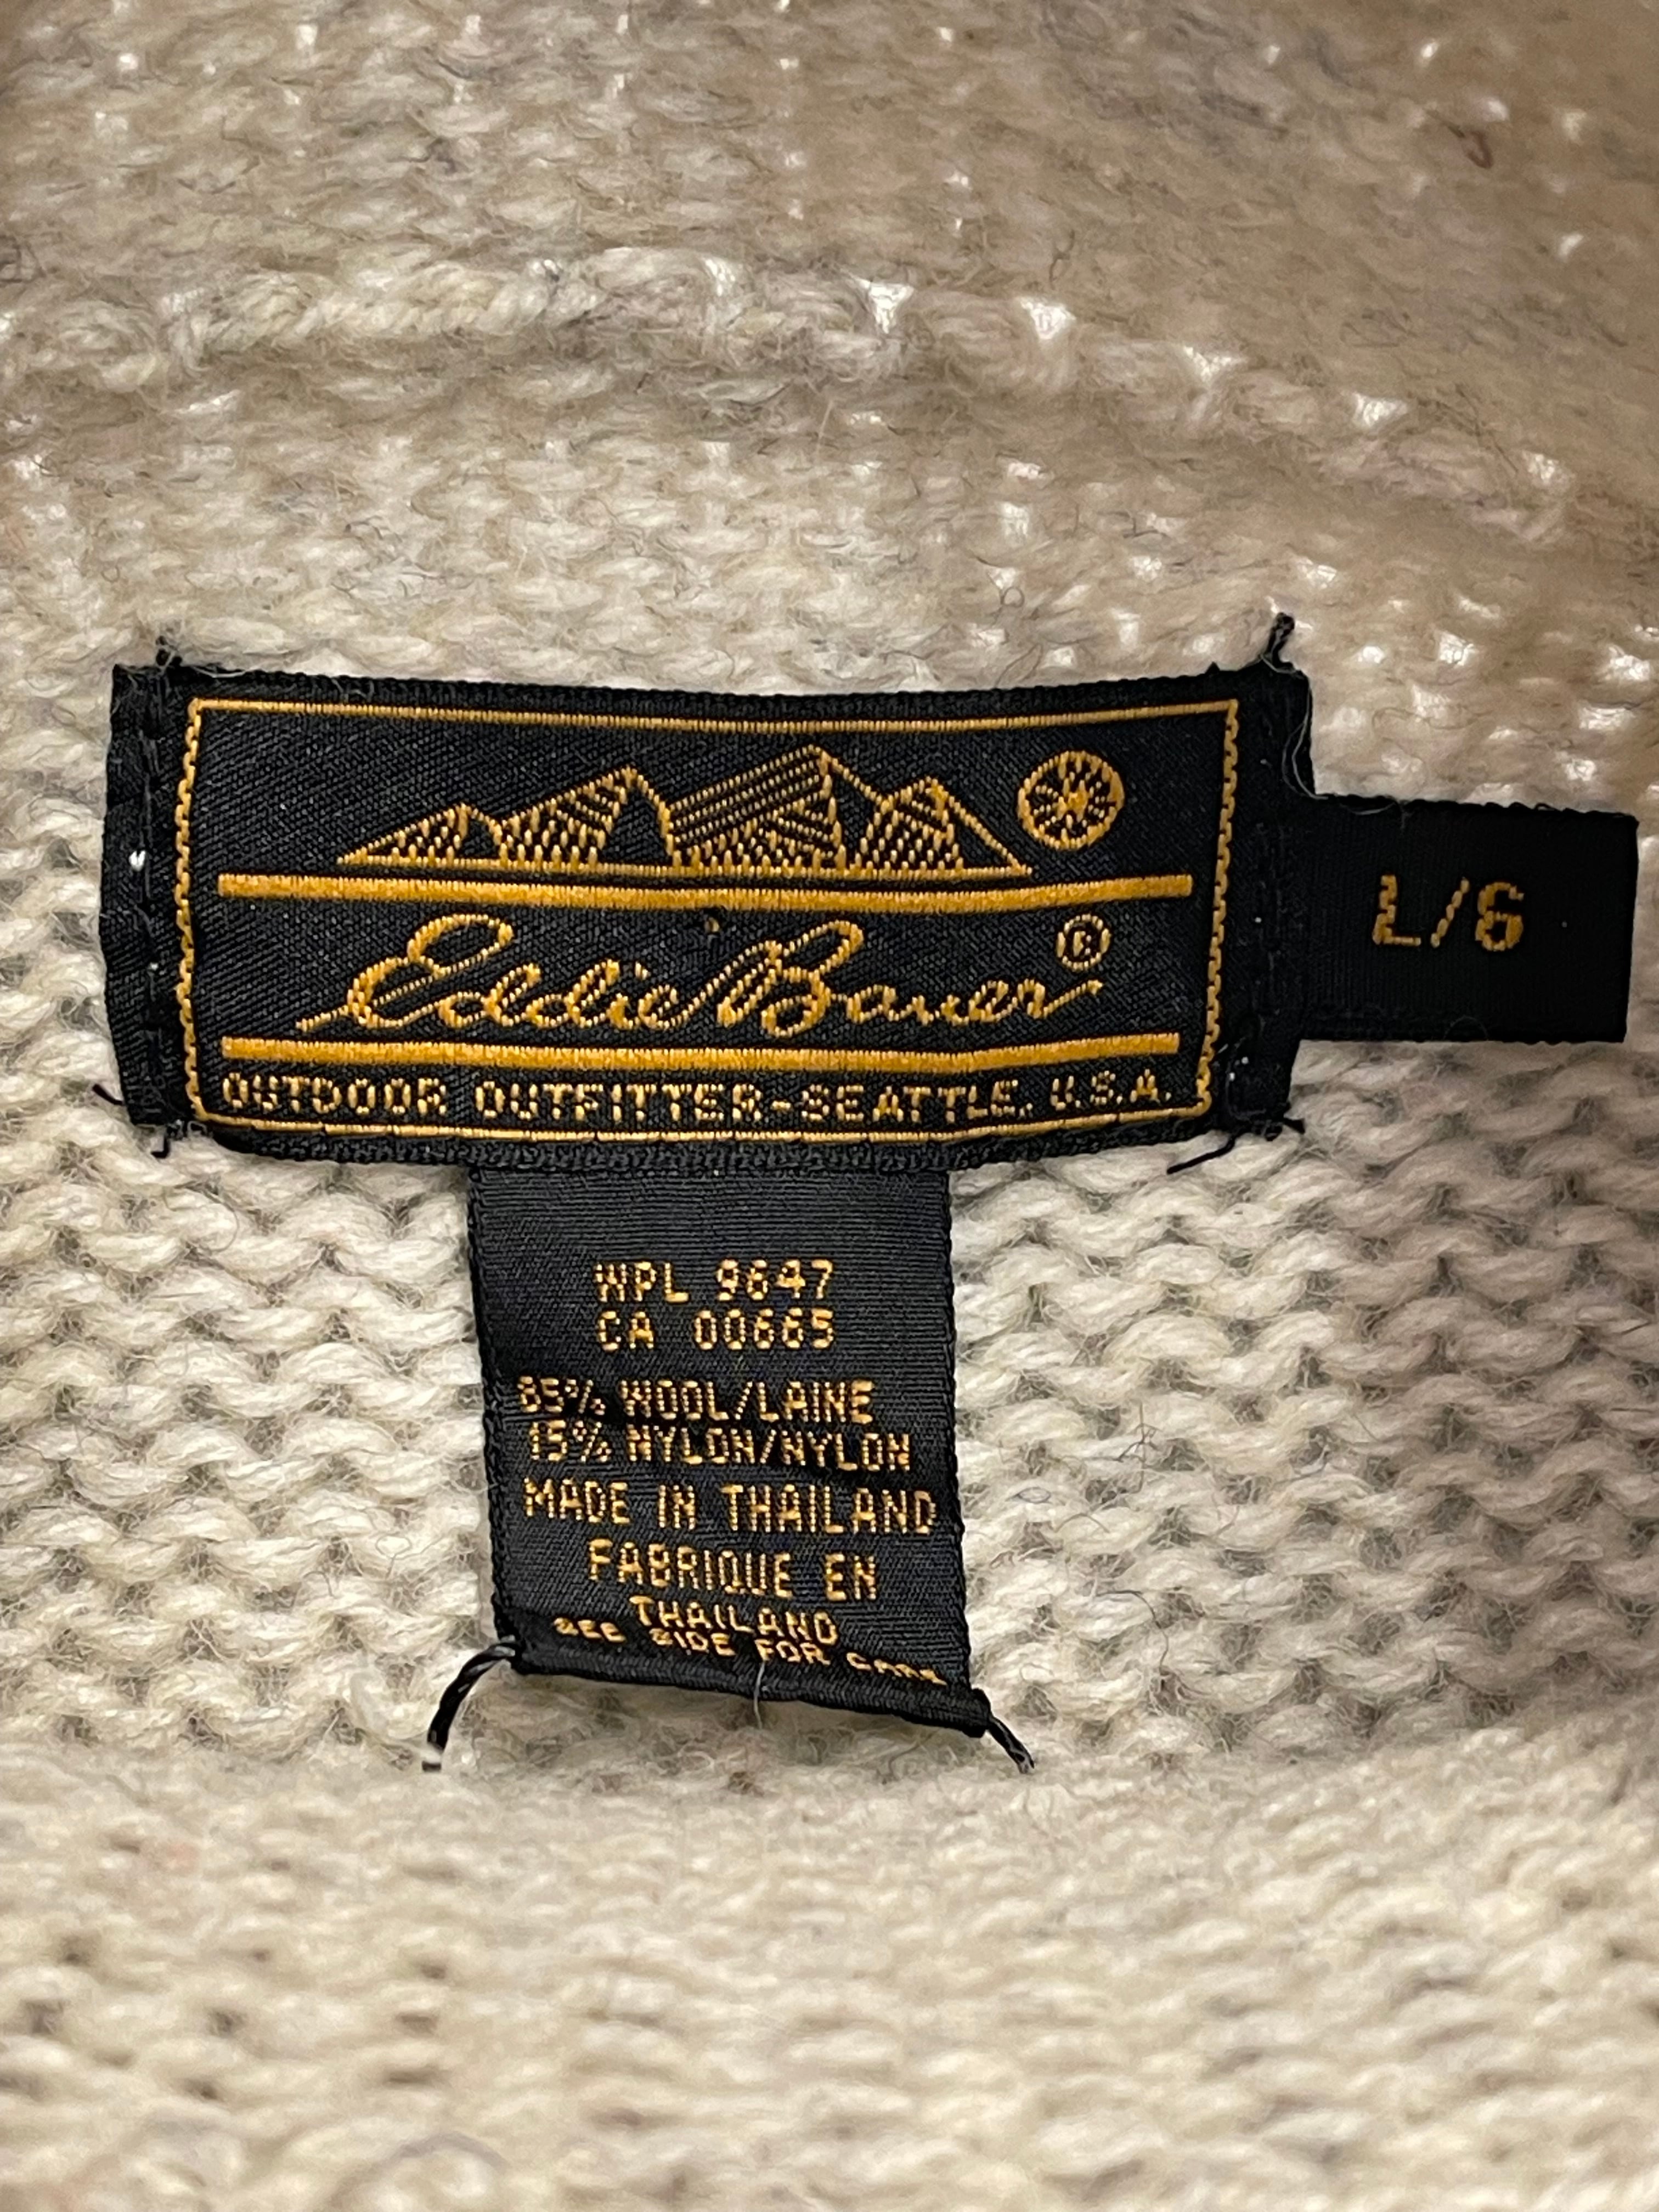 Eddie Bauer®
OUTDOOR OUTFITTER-SEATTLE, U.S.A.
L/G
WPL 9647
CA 00665
85% WOOL/LAINE
15% NYLON/NYLON
MADE IN THAILAND
FABRIQUE EN
THAILAND
SEE SIDE FOR CARE